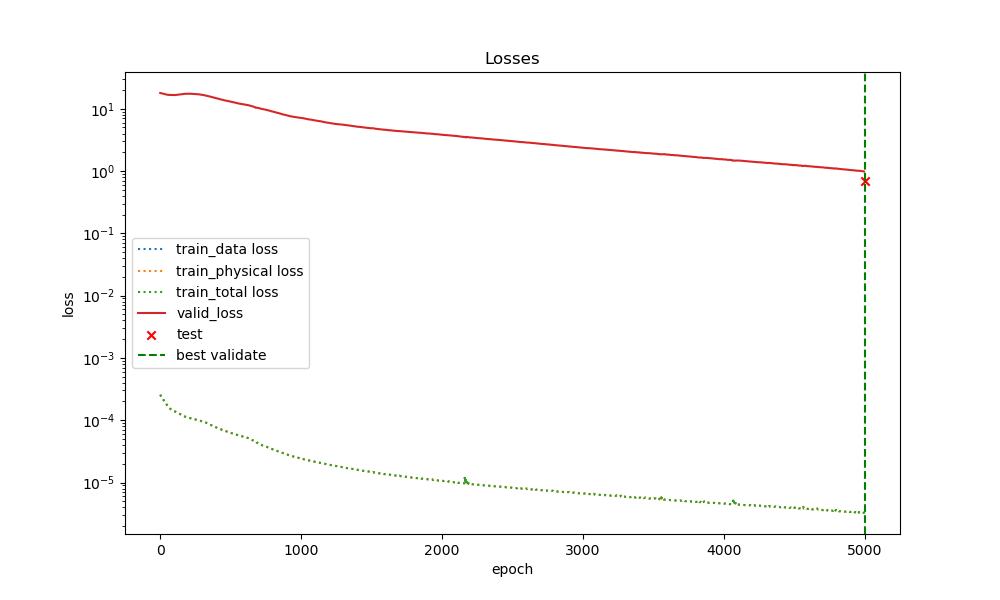 Losses
10¹
10⁰
10⁻¹
10⁻²
10⁻³
10⁻⁴
10⁻⁵
loss
train_data loss
train_physical loss
train_total loss
valid_loss
test
best validate
0 1000 2000 3000 4000 5000
epoch